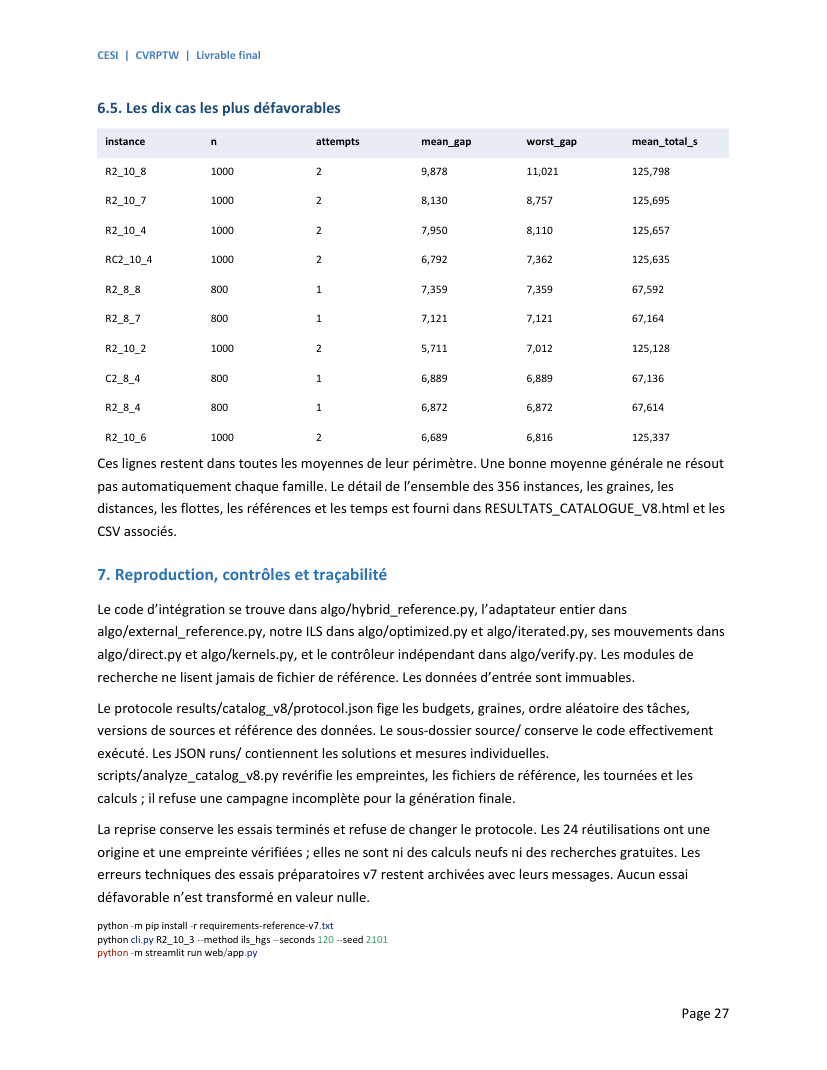 CESI | CVRPTW | Livrable final
6.5. Les dix cas les plus défavorables
instance n attempts mean_gap worst_gap mean_total_s
R2_10_8 1000 2 9,878 11,021 125,798
R2_10_7 1000 2 8,130 8,757 125,695
R2_10_4 1000 2 7,950 8,110 125,657
RC2_10_4 1000 2 6,792 7,362 125,635
R2_8_8 800 1 7,359 7,359 67,592
R2_8_7 800 1 7,121 7,121 67,164
R2_10_2 1000 2 5,711 7,012 125,128
C2_8_4 800 1 6,889 6,889 67,136
R2_8_4 800 1 6,872 6,872 67,614
R2_10_6 1000 2 6,689 6,816 125,337
Ces lignes restent dans toutes les moyennes de leur périmètre. Une bonne moyenne générale ne résout
pas automatiquement chaque famille. Le détail de l’ensemble des 356 instances, les graines, les
distances, les flottes, les références et les temps est fourni dans RESULTATS_CATALOGUE_V8.html et les
CSV associés.
7. Reproduction, contrôles et traçabilité
Le code d’intégration se trouve dans algo/hybrid_reference.py, l’adaptateur entier dans
algo/external_reference.py, notre ILS dans algo/optimized.py et algo/iterated.py, ses mouvements dans
algo/direct.py et algo/kernels.py, et le contrôleur indépendant dans algo/verify.py. Les modules de
recherche ne lisent jamais de fichier de référence. Les données d’entrée sont immuables.
Le protocole results/catalog_v8/protocol.json fige les budgets, graines, ordre aléatoire des tâches,
versions de sources et référence des données. Le sous-dossier source/ conserve le code effectivement
exécuté. Les JSON runs/ contiennent les solutions et mesures individuelles.
scripts/analyze_catalog_v8.py revérifie les empreintes, les fichiers de référence, les tournées et les
calculs ; il refuse une campagne incomplète pour la génération finale.
La reprise conserve les essais terminés et refuse de changer le protocole. Les 24 réutilisations ont une
origine et une empreinte vérifiées ; elles ne sont ni des calculs neufs ni des recherches gratuites. Les
erreurs techniques des essais préparatoires v7 restent archivées avec leurs messages. Aucun essai
défavorable n’est transformé en valeur nulle.
python -m pip install -r requirements-reference-v7.txt
python cli.py R2_10_3 --method ils_hgs --seconds 120 --seed 2101
python -m streamlit run web/app.py
Page 27